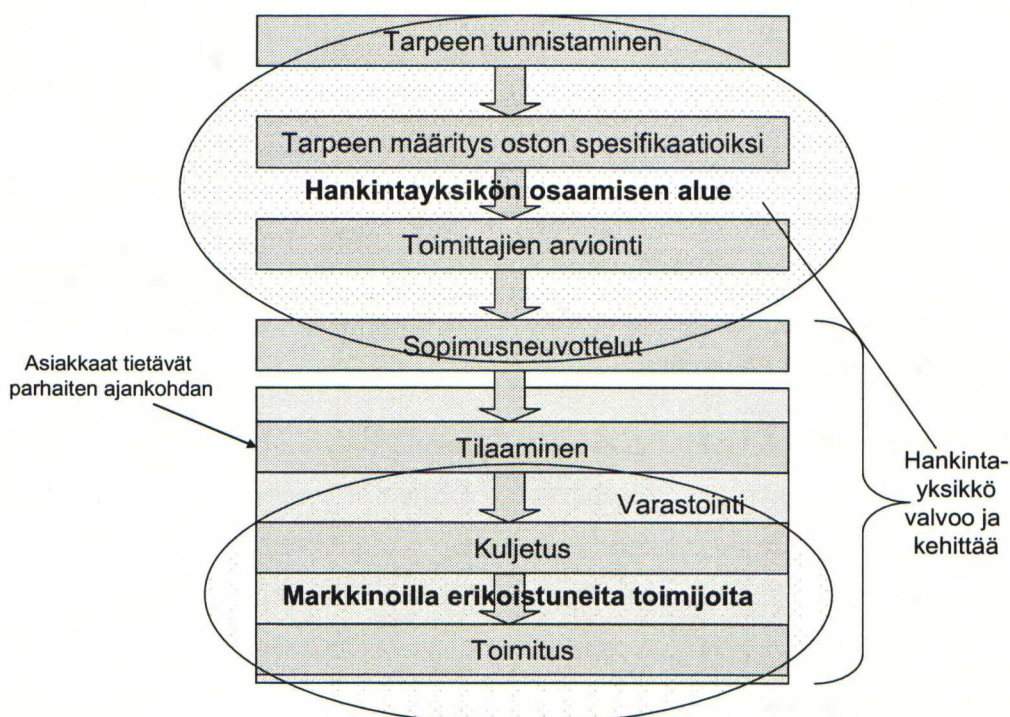 Tarpeen tunnistaminen
Tarpeen määritys oston spesifikaatioiksi
Hankintayksikön osaamisen alue
Toimittajien arviointi
Sopimusneuvottelut
Asiakkaat tietävät
parhaiten ajankohdan
Tilaaminen
Varastointi
Kuljetus
Markkinoilla erikoistuneita toimijoita
Toimitus
Hankinta-
yksikkö
valvoo ja
kehittää